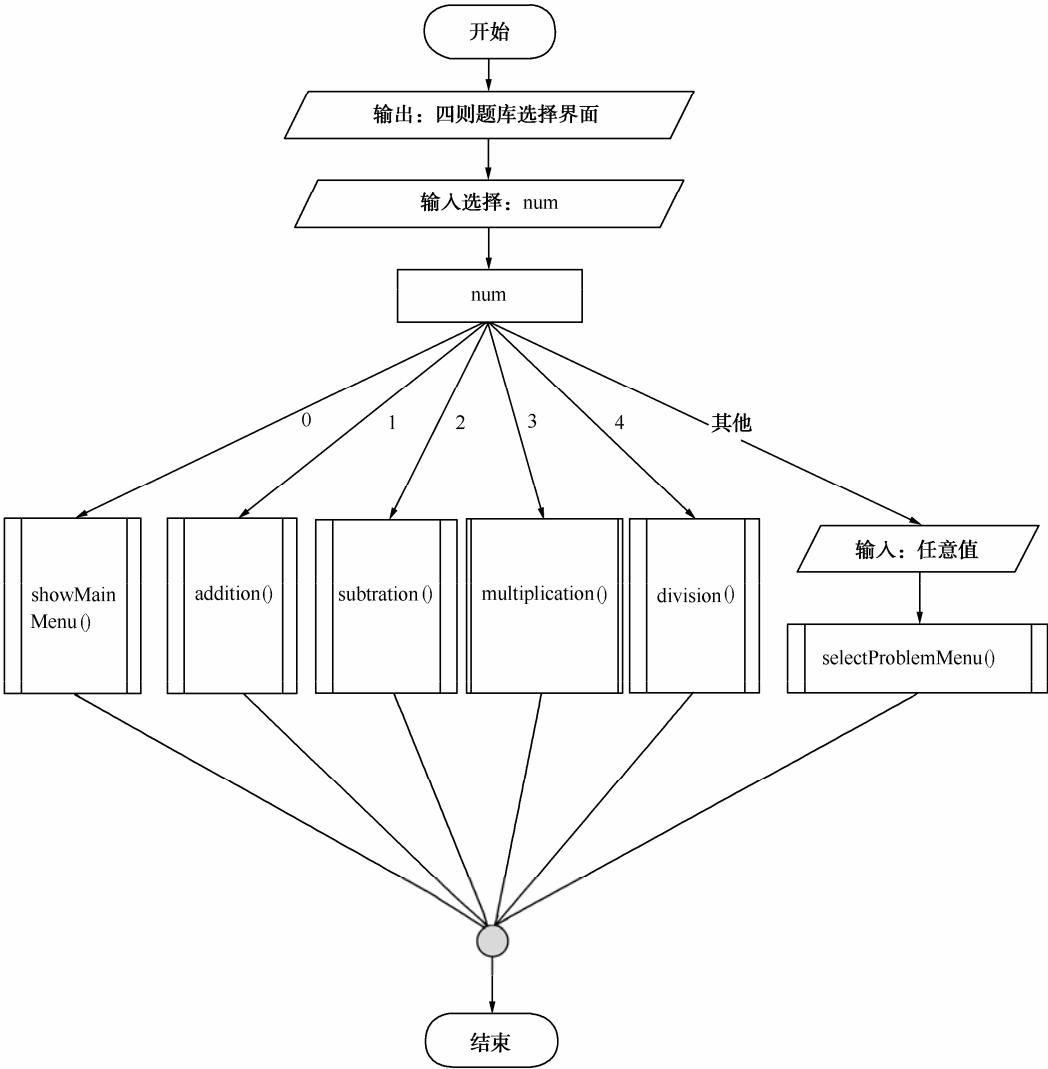 开始
输出：四则题库选择界面
输入选择：num
num
0
1
2
3
4
其他
showMain
Menu()
addition()
subtration()
multiplication()
division()
输入：任意值
selectProblemMenu()
结束